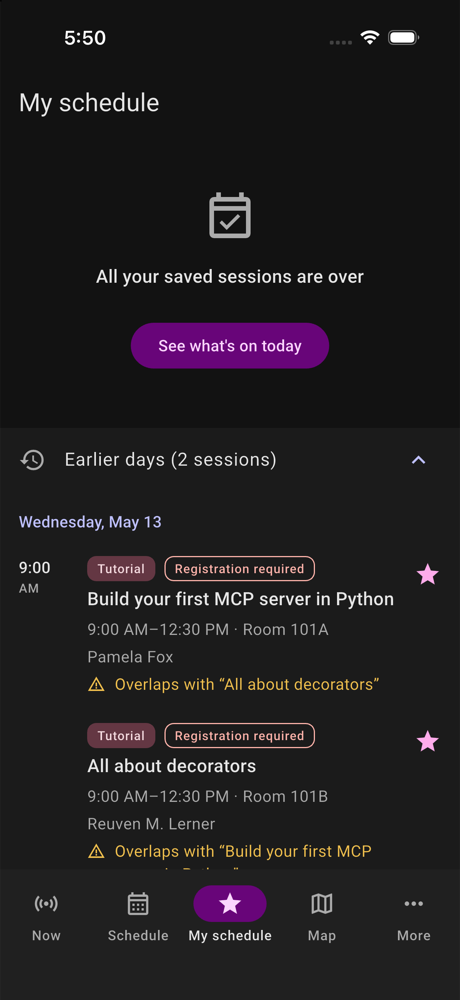 5:50
My schedule
All your saved sessions are over
See what's on today
Earlier days (2 sessions)
Wednesday, May 13
9:00
AM
Tutorial
Registration required
Build your first MCP server in Python
9:00 AM–12:30 PM · Room 101A
Pamela Fox
Overlaps with “All about decorators”
Tutorial
Registration required
All about decorators
9:00 AM–12:30 PM · Room 101B
Reuven M. Lerner
Overlaps with “Build your first MCP
Now
Schedule
My schedule
Map
More